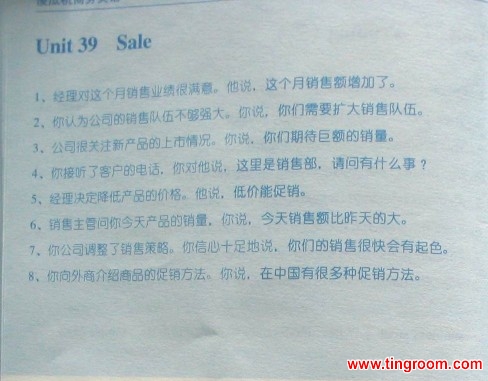 Unit 39 Sale
1、经理对这个月销售业绩很满意。他说，这个月销售额增加了。
2、你认为公司的销售队伍不够强大。你说，你们需要扩大销售队伍。
3、公司很关注新产品的上市情况。你说，你们期待巨额的销量。
4、你接听了客户的电话，你对他说，这里是销售部，请问有什么事？
5、经理决定降低产品的价格。他说，低价能促销。
6、销售主管问你今天产品的销量，你说，今天销售额比昨天的大。
7、你公司调整了销售策略。你信心十足地说，你们的销售很快会有起色。
8、你向外商介绍商品的促销方法。你说，在中国有很多种促销方法。
www.tingroom.com